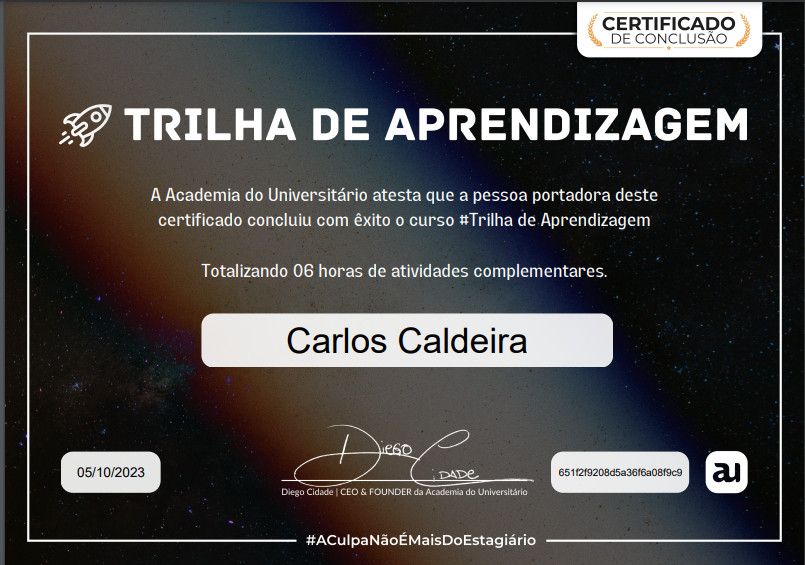 CERTIFICADO
DE CONCLUSÃO
TRILHA DE APRENDIZAGEM
A Academia do Universitário atesta que a pessoa portadora deste
certificado concluiu com êxito o curso #Trilha de Aprendizagem
Totalizando 06 horas de atividades complementares.
Carlos Caldeira
Diego Cidade
05/10/2023
Diego Cidade | CEO & FOUNDER da Academia do Universitário
651f2f9208d5a36f6a08f9c9
au
#ACulpaNãoÉMaisDoEstagiário